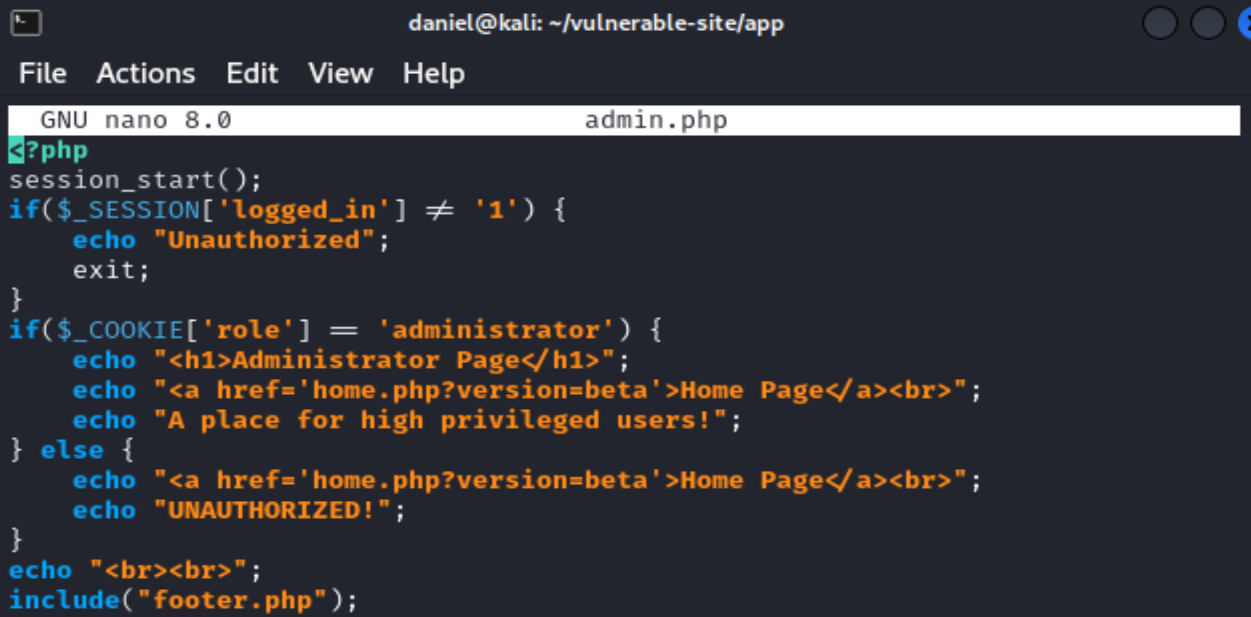 daniel@kali: ~/vulnerable-site/app
File Actions Edit View Help
GNU nano 8.0 admin.php
<?php
session_start();
if($_SESSION['logged_in'] != '1') {
    echo "Unauthorized";
    exit;
}
if($_COOKIE['role'] == 'administrator') {
    echo "<h1>Administrator Page</h1>";
    echo "<a href='home.php?version=beta'>Home Page</a><br>";
    echo "A place for high privileged users!";
} else {
    echo "<a href='home.php?version=beta'>Home Page</a><br>";
    echo "UNAUTHORIZED!";
}
echo "<br><br>";
include("footer.php");